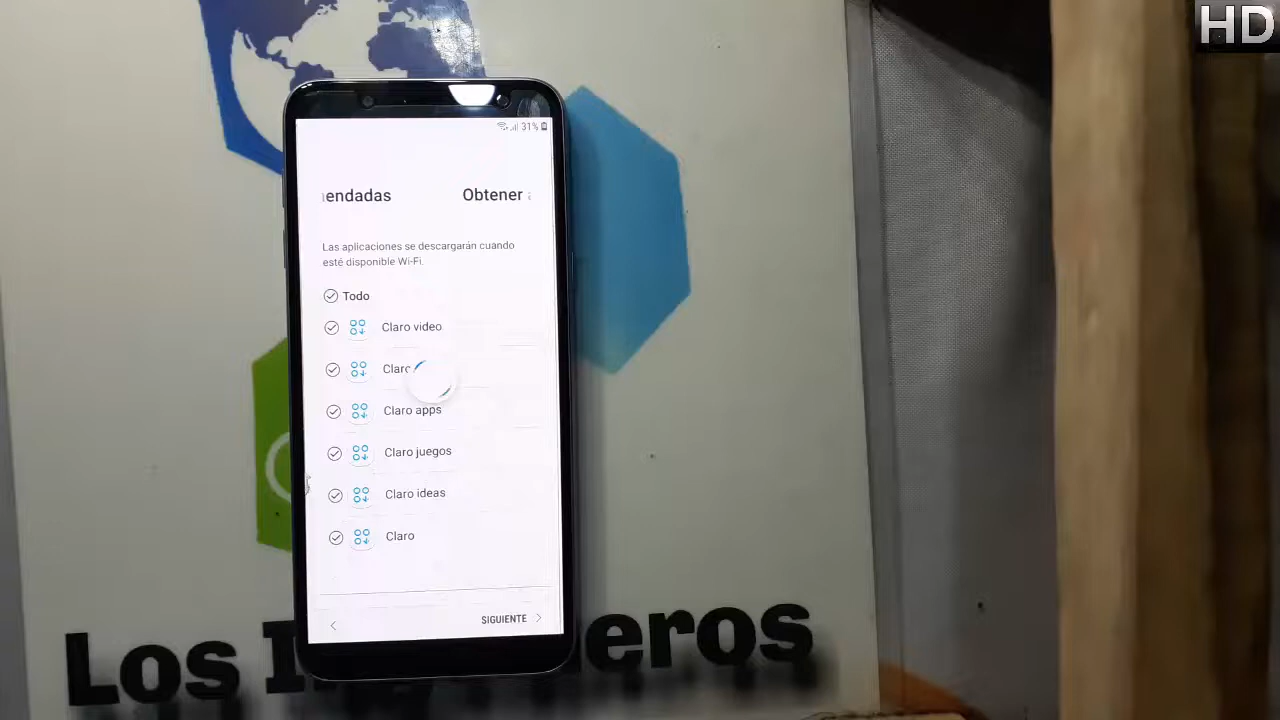 HD
31%
endadas Obtener
Las aplicaciones se descargarán cuando
esté disponible Wi-Fi.
Todo
Claro video
Claro
Claro apps
Claro juegos
Claro ideas
Claro
SIGUIENTE
Los I eros